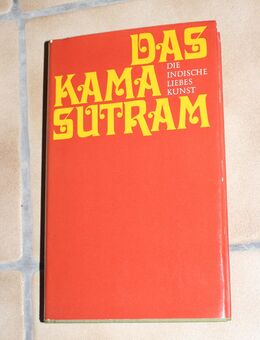 DAS
KAMA
SUTRAM
DIE
INDISCHE
LIEBES
KUNST